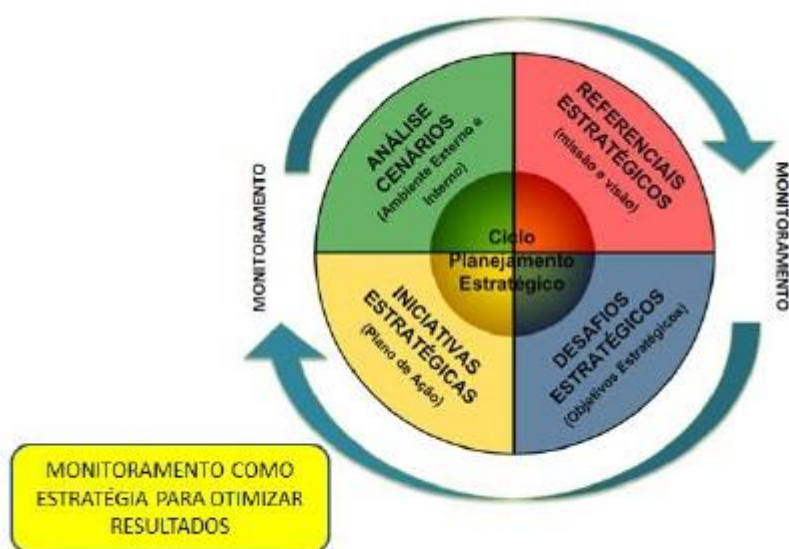 ANÁLISE
CENÁRIOS
(Ambiente Externo e
Interno)
REFERENCIAIS
ESTRATÉGICOS
(missão e visão)
MONITORAMENTO
MONITORAMENTO
Ciclo
Planejamento
Estratégico
INICIATIVAS
ESTRATÉGICAS
(Plano de Ação)
DESAFIOS
ESTRATÉGICOS
(Objetivos Estratégicos)
MONITORAMENTO COMO
ESTRATÉGIA PARA OTIMIZAR
RESULTADOS